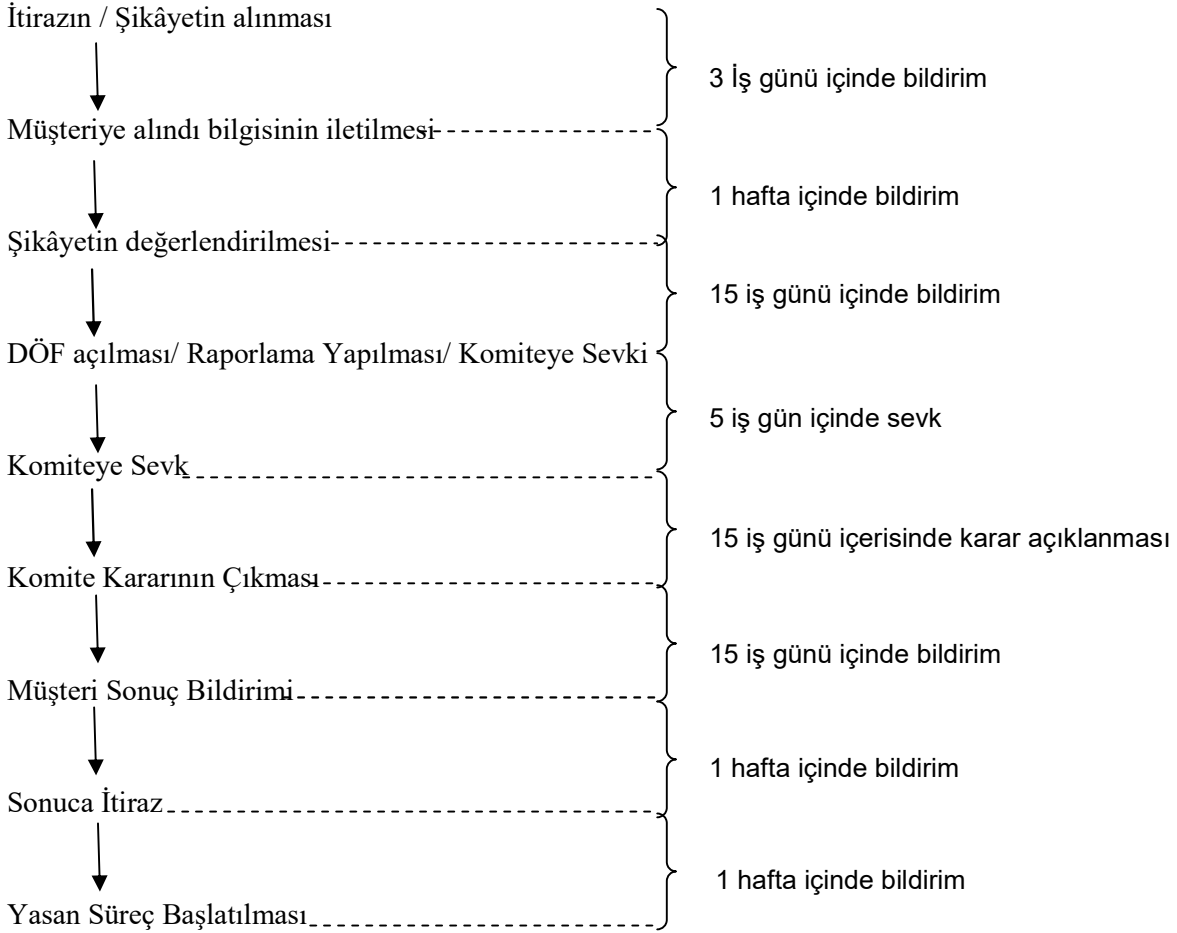 İtirazın / Şikâyetin alınması
3 İş günü içinde bildirim
Müşteriye alındı bilgisinin iletilmesi
1 hafta içinde bildirim
Şikâyetin değerlendirilmesi
15 iş günü içinde bildirim
DÖF açılması/ Raporlama Yapılması/ Komiteye Sevki
5 iş gün içinde sevk
Komiteye Sevk
15 iş günü içerisinde karar açıklanması
Komite Kararının Çıkması
15 iş günü içinde bildirim
Müşteri Sonuç Bildirimi
1 hafta içinde bildirim
Sonuca İtiraz
1 hafta içinde bildirim
Yasan Süreç Başlatılması